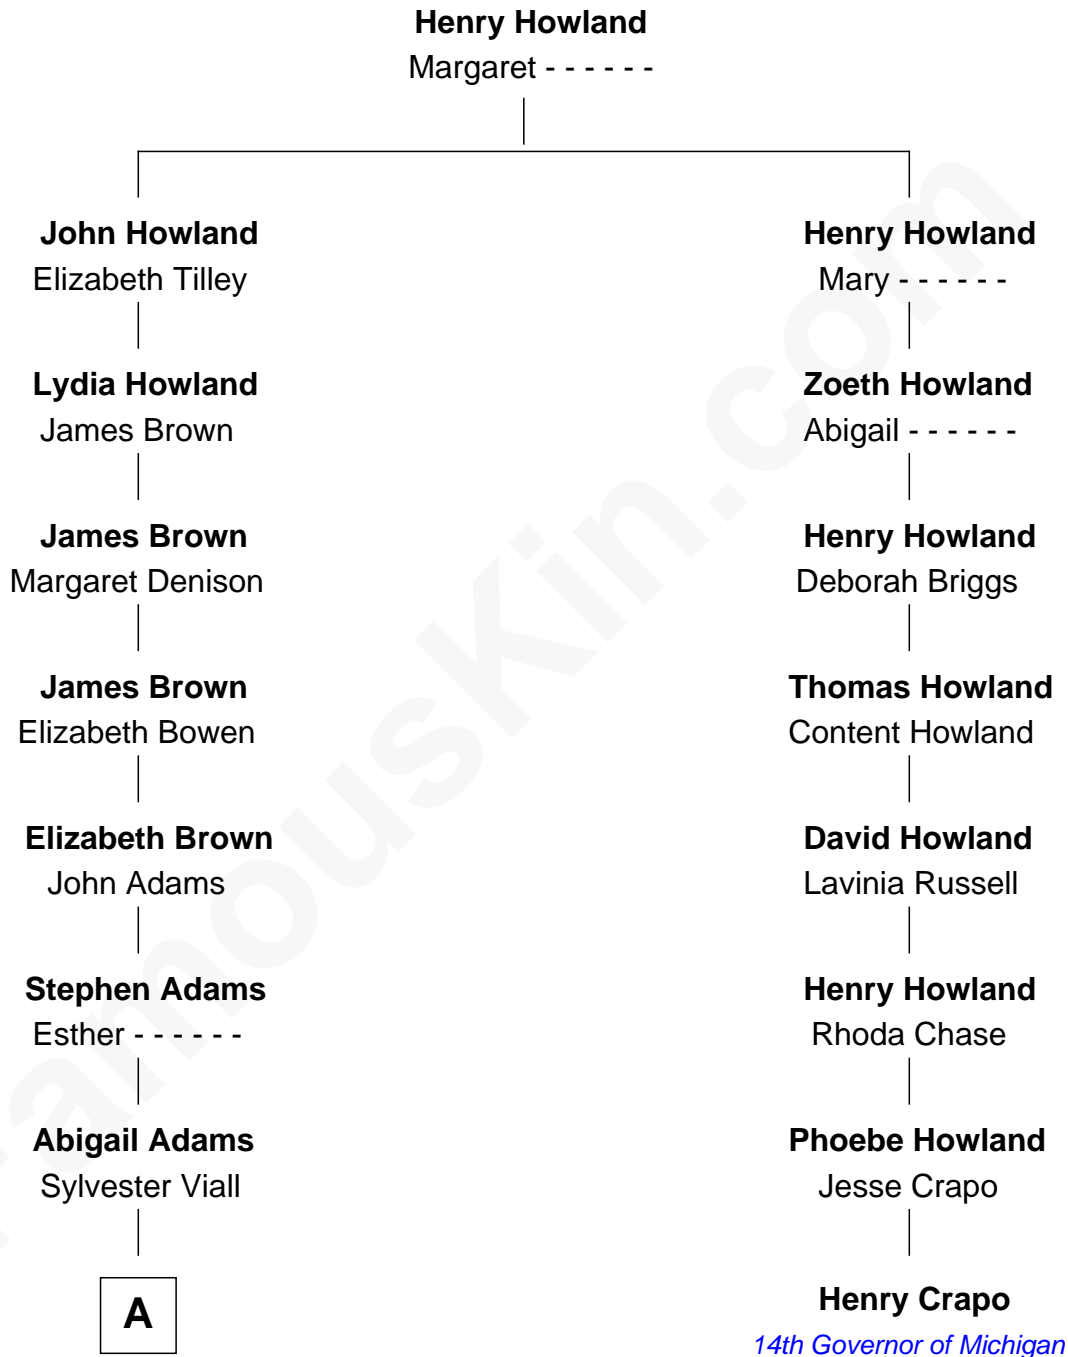 Henry Howland
Margaret - - - - - -
John Howland
Elizabeth Tilley
Henry Howland
Mary - - - - - -
Lydia Howland
James Brown
Zoeth Howland
Abigail - - - - - -
James Brown
Margaret Denison
Henry Howland
Deborah Briggs
James Brown
Elizabeth Bowen
Thomas Howland
Content Howland
Elizabeth Brown
John Adams
David Howland
Lavinia Russell
Stephen Adams
Esther - - - - - -
Henry Howland
Rhoda Chase
Abigail Adams
Sylvester Viall
Phoebe Howland
Jesse Crapo
A
Henry Crapo
14th Governor of Michigan
FamousKin.com